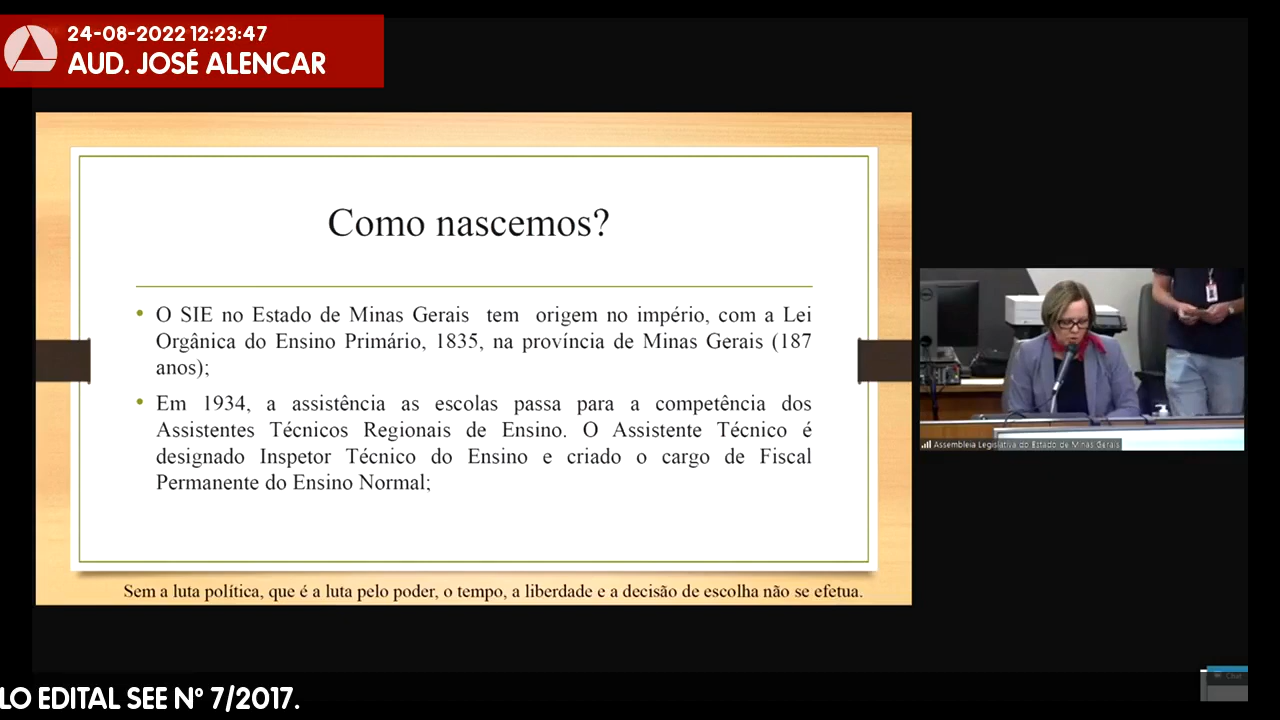 24-08-2022 12:23:47
AUD. JOSÉ ALENCAR
Como nascemos?
• O SIE no Estado de Minas Gerais tem origem no império, com a Lei
Orgânica do Ensino Primário, 1835, na província de Minas Gerais (187
anos);
• Em 1934, a assistência as escolas passa para a competência dos
Assistentes Técnicos Regionais de Ensino. O Assistente Técnico é
designado Inspetor Técnico do Ensino e criado o cargo de Fiscal
Permanente do Ensino Normal;
Sem a luta política, que é a luta pelo poder, o tempo, a liberdade e a decisão de escolha não se efetua.
Assembleia Legislativa do Estado de Minas Gerais
Chat
LO EDITAL SEE Nº 7/2017.